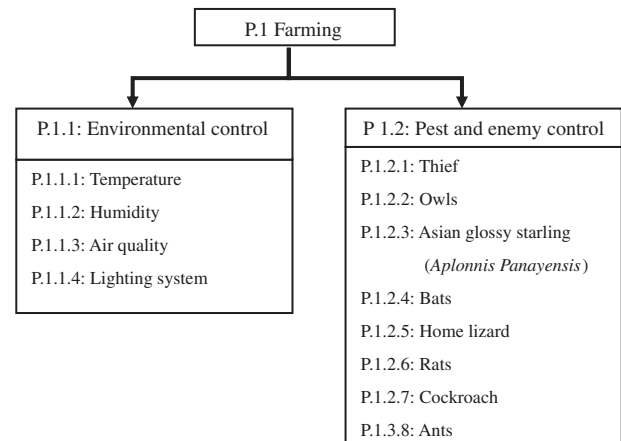 P.1 Farming
P.1.1: Environmental control
P.1.1.1: Temperature
P.1.1.2: Humidity
P.1.1.3: Air quality
P.1.1.4: Lighting system
P 1.2: Pest and enemy control
P.1.2.1: Thief
P.1.2.2: Owls
P.1.2.3: Asian glossy starling
(Aplonnis Panayensis)
P.1.2.4: Bats
P.1.2.5: Home lizard
P.1.2.6: Rats
P.1.2.7: Cockroach
P.1.3.8: Ants